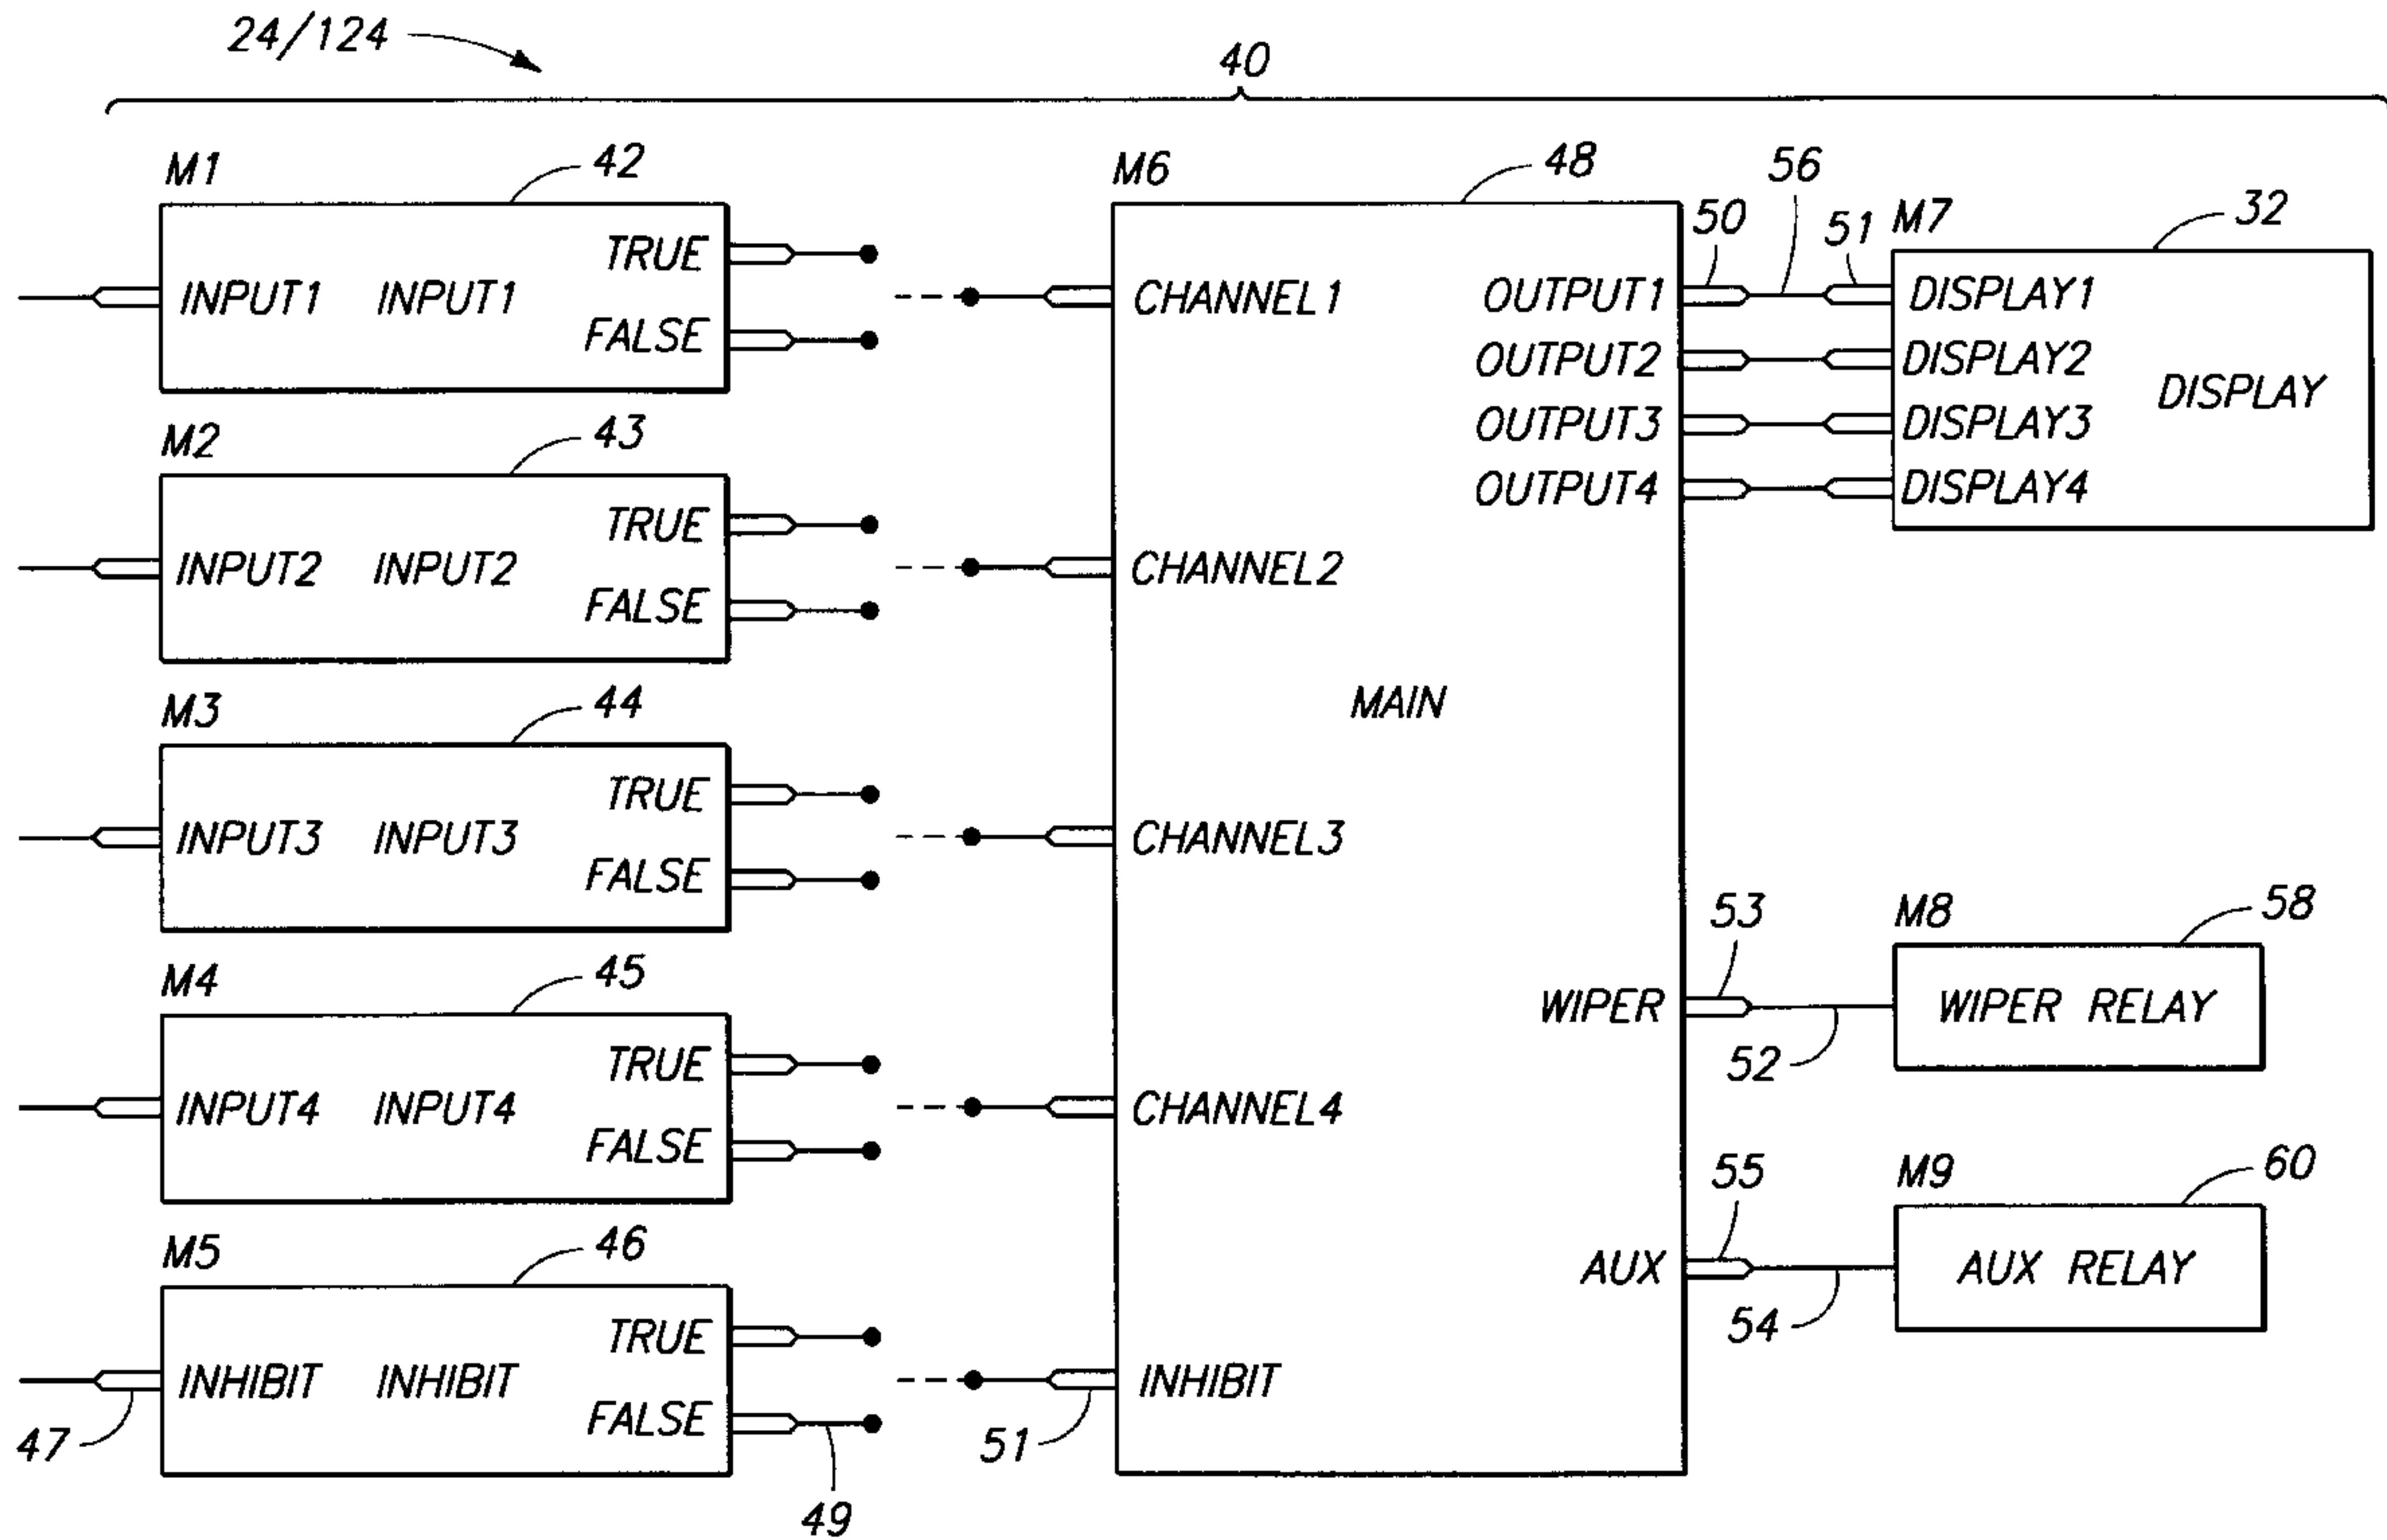 24/124
40
M1
42
INPUT1 INPUT1
TRUE
FALSE
M2
43
INPUT2 INPUT2
TRUE
FALSE
M3
44
INPUT3 INPUT3
TRUE
FALSE
M4
45
INPUT4 INPUT4
TRUE
FALSE
M5
46
INHIBIT INHIBIT
TRUE
FALSE
47
49
M6
48
CHANNEL1
CHANNEL2
CHANNEL3
CHANNEL4
INHIBIT
51
MAIN
OUTPUT1
OUTPUT2
OUTPUT3
OUTPUT4
WIPER
AUX
50
56
51
M7
32
DISPLAY1
DISPLAY2
DISPLAY3
DISPLAY4
DISPLAY
53
52
M8
58
WIPER RELAY
55
54
M9
60
AUX RELAY